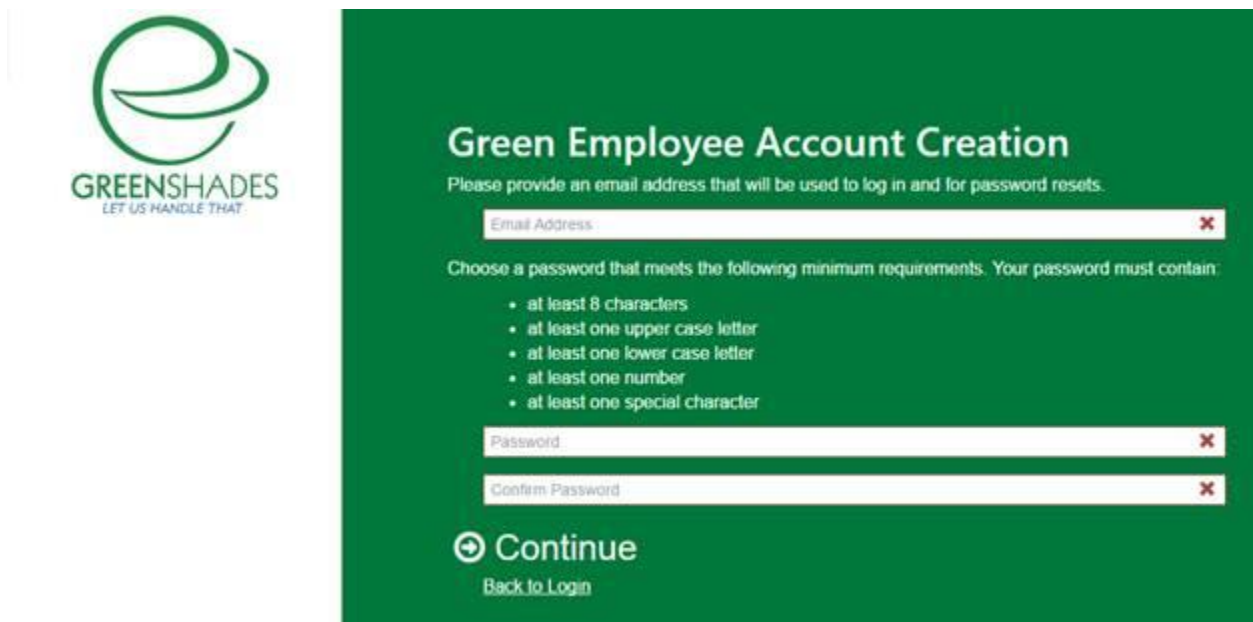 GREENSHADES
LET US HANDLE THAT
Green Employee Account Creation
Please provide an email address that will be used to log in and for password resets.
Email Address
Choose a password that meets the following minimum requirements. Your password must contain:
• at least 8 characters
• at least one upper case letter
• at least one lower case letter
• at least one number
• at least one special character
Password
Confirm Password
Continue
Back to Login